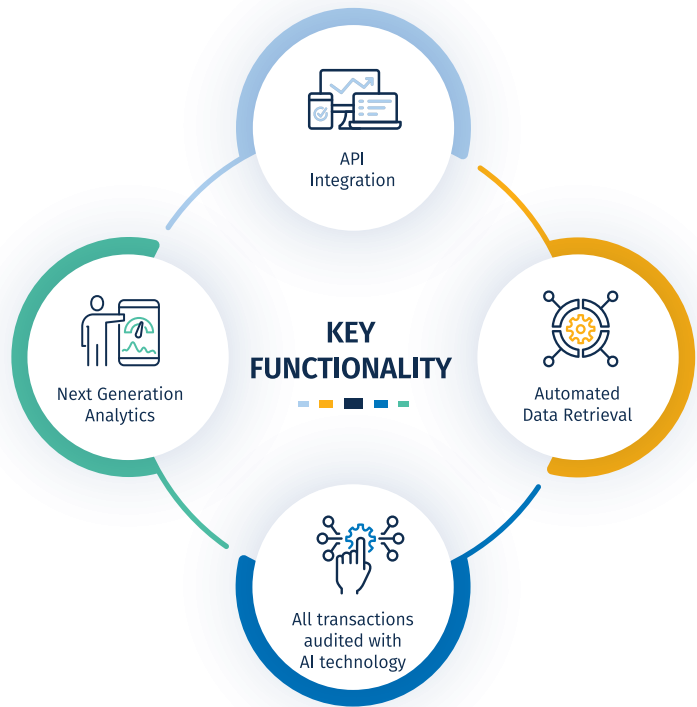 API
Integration
KEY
FUNCTIONALITY
Next Generation
Analytics
Automated
Data Retrieval
All transactions
audited with
AI technology